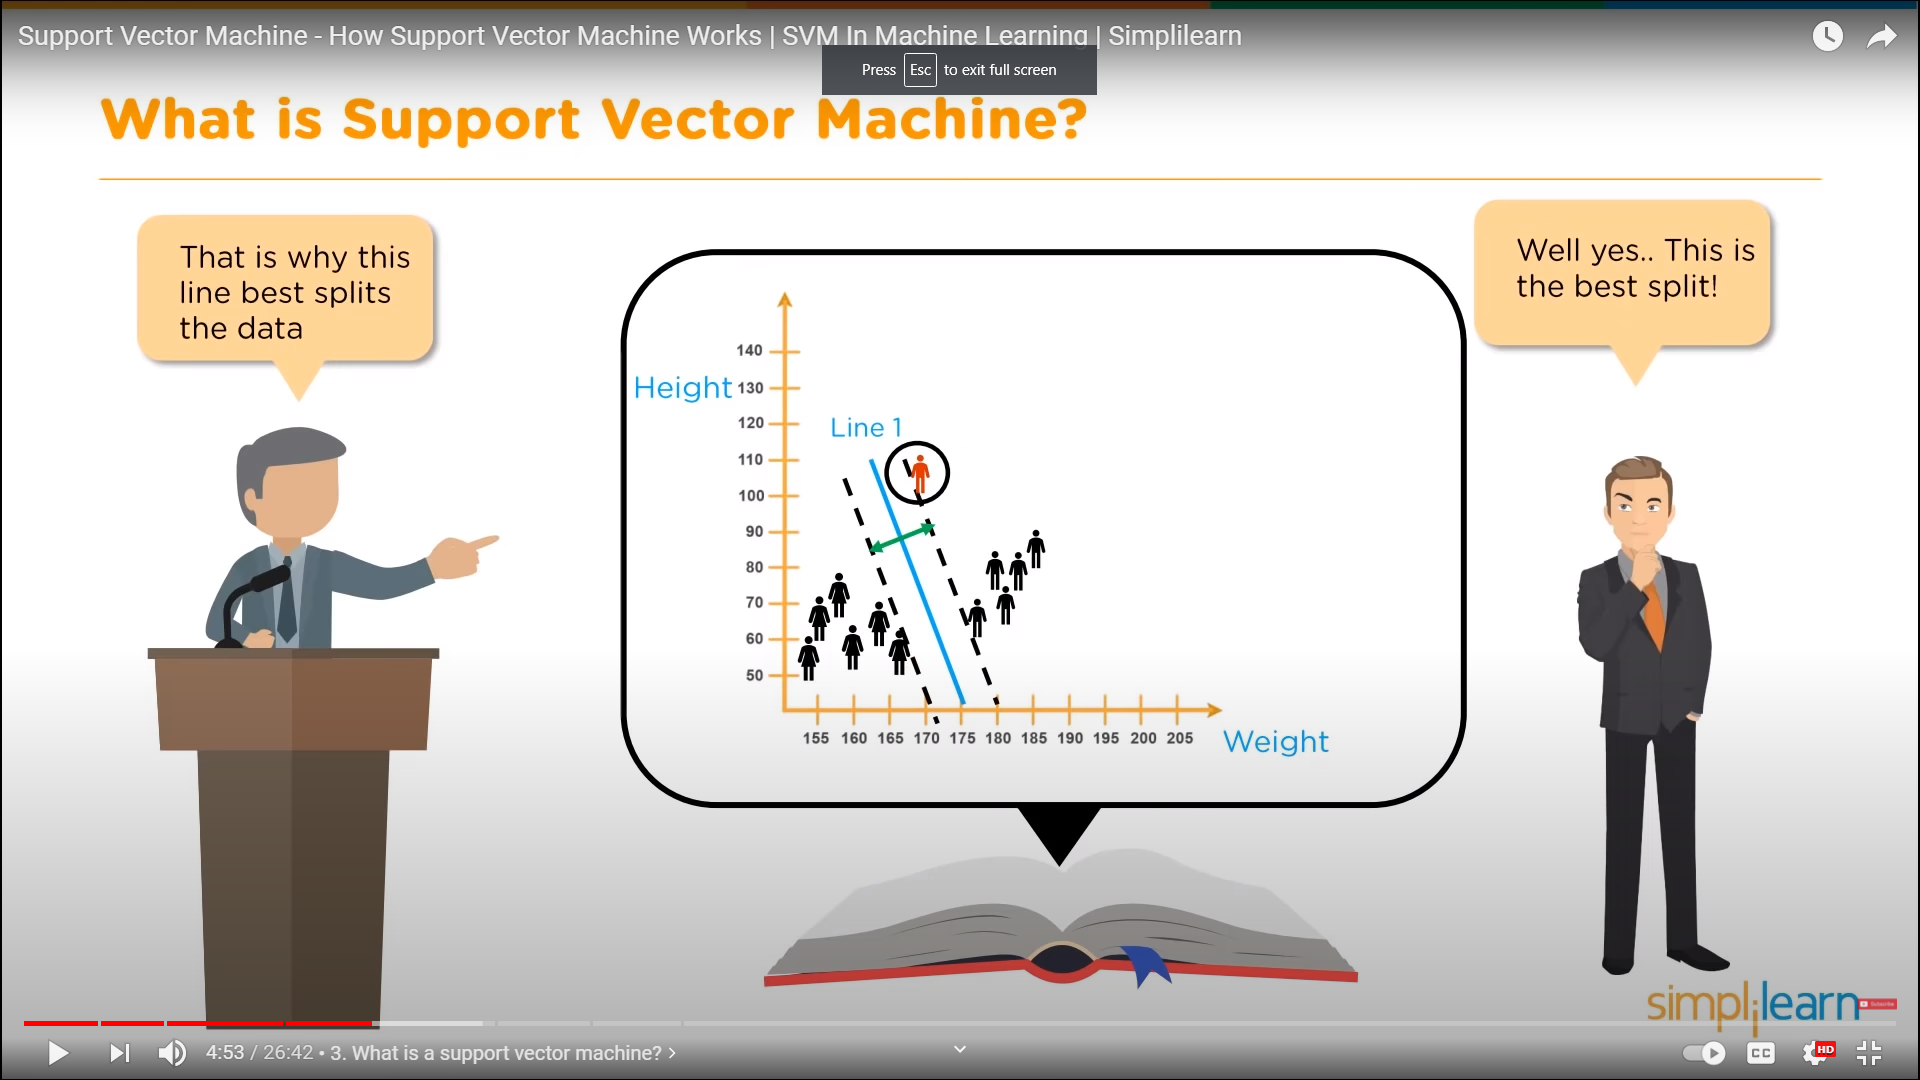 Support Vector Machine - How Support Vector Machine Works | SVM In Machine Learning | Simplilearn
Press Esc to exit full screen
What is Support Vector Machine?
That is why this
line best splits
the data
Well yes.. This is
the best split!
Height
140
130
120
110
100
90
80
70
60
50
Line 1
155 160 165 170 175 180 185 190 195 200 205
Weight
simplilearn
Subscribe
4:53 / 26:42 • 3. What is a support vector machine? >
CC
HD